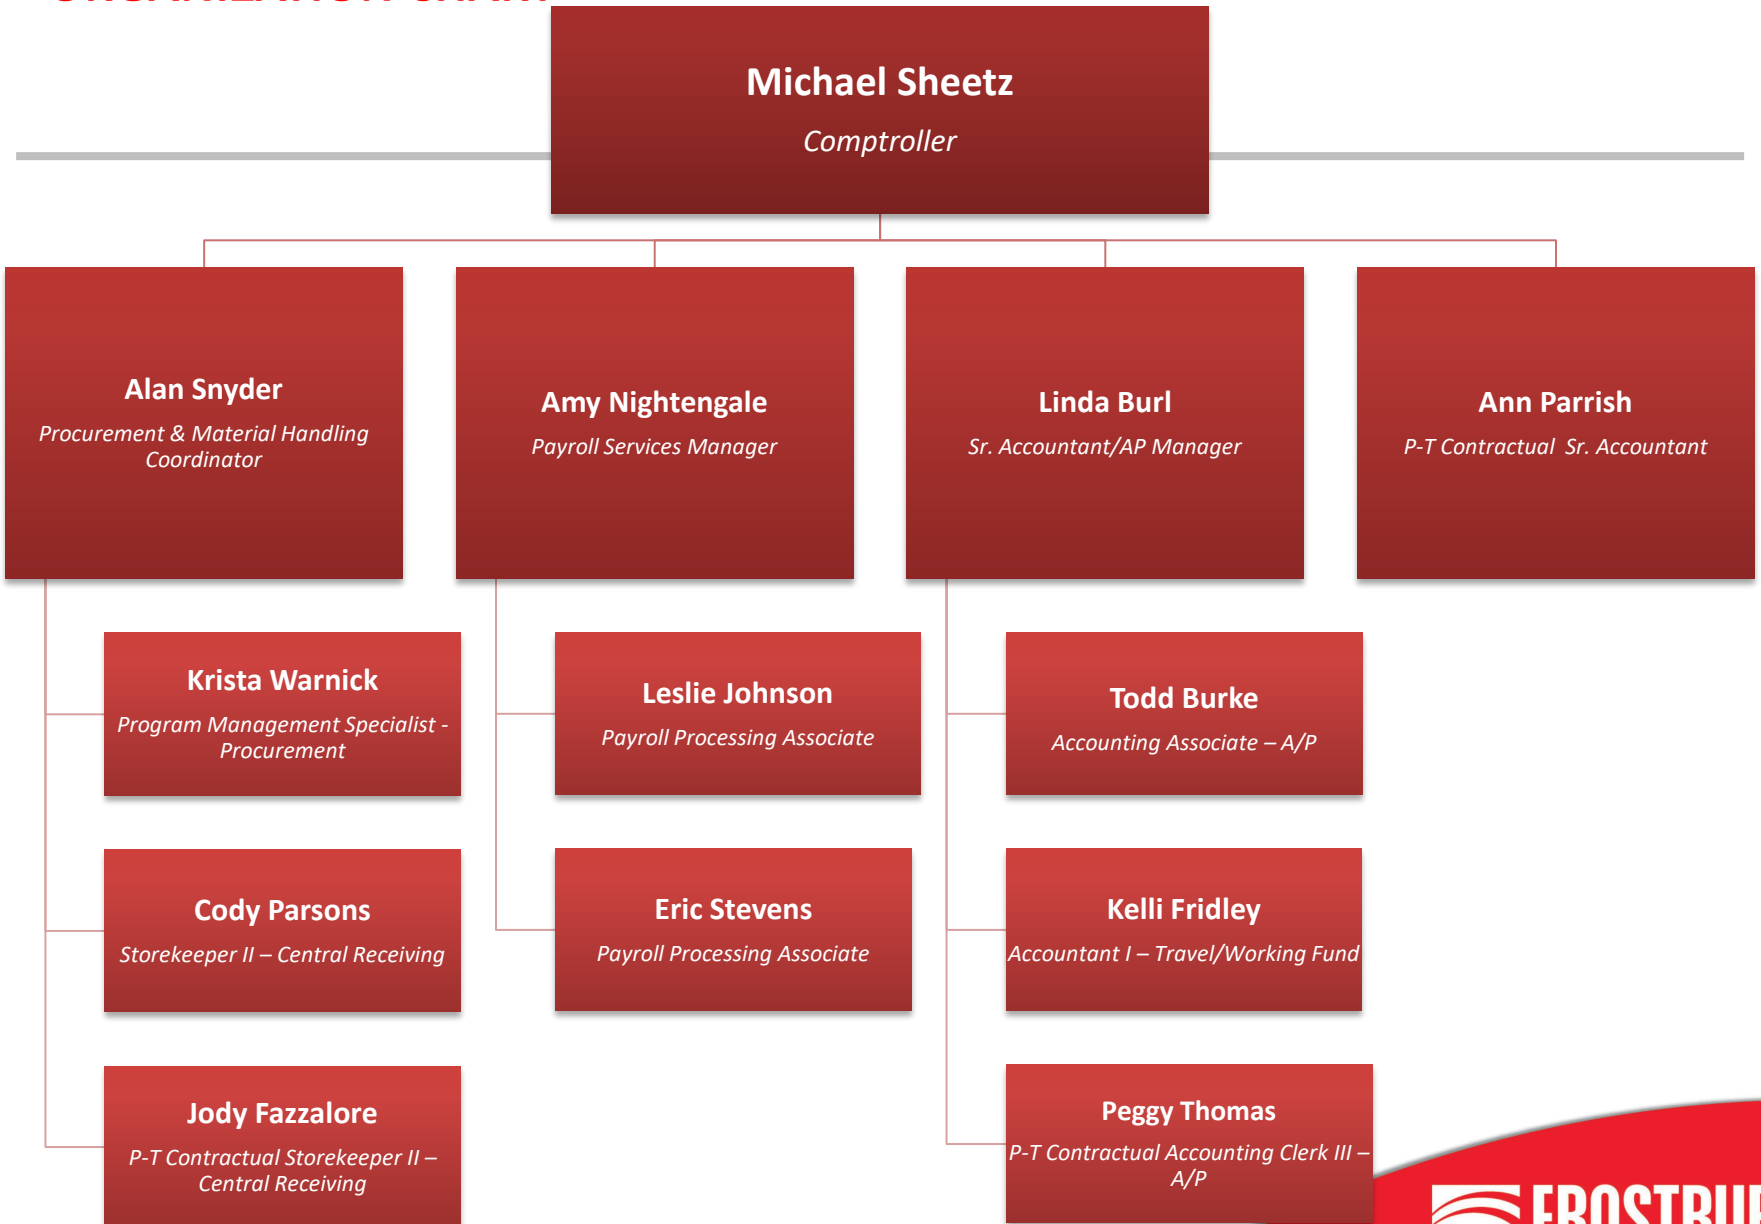 Michael Sheetz
Comptroller
Alan Snyder
Procurement & Material Handling
Coordinator
Amy Nightengale
Payroll Services Manager
Linda Burl
Sr. Accountant/AP Manager
Ann Parrish
P-T Contractual  Sr. Accountant
Krista Warnick
Program Management Specialist -
Procurement
Leslie Johnson
Payroll Processing Associate
Todd Burke
Accounting Associate – A/P
Cody Parsons
Storekeeper II – Central Receiving
Eric Stevens
Payroll Processing Associate
Kelli Fridley
Accountant I – Travel/Working Fund
Jody Fazzalore
P-T Contractual Storekeeper II –
Central Receiving
Peggy Thomas
P-T Contractual Accounting Clerk III –
A/P